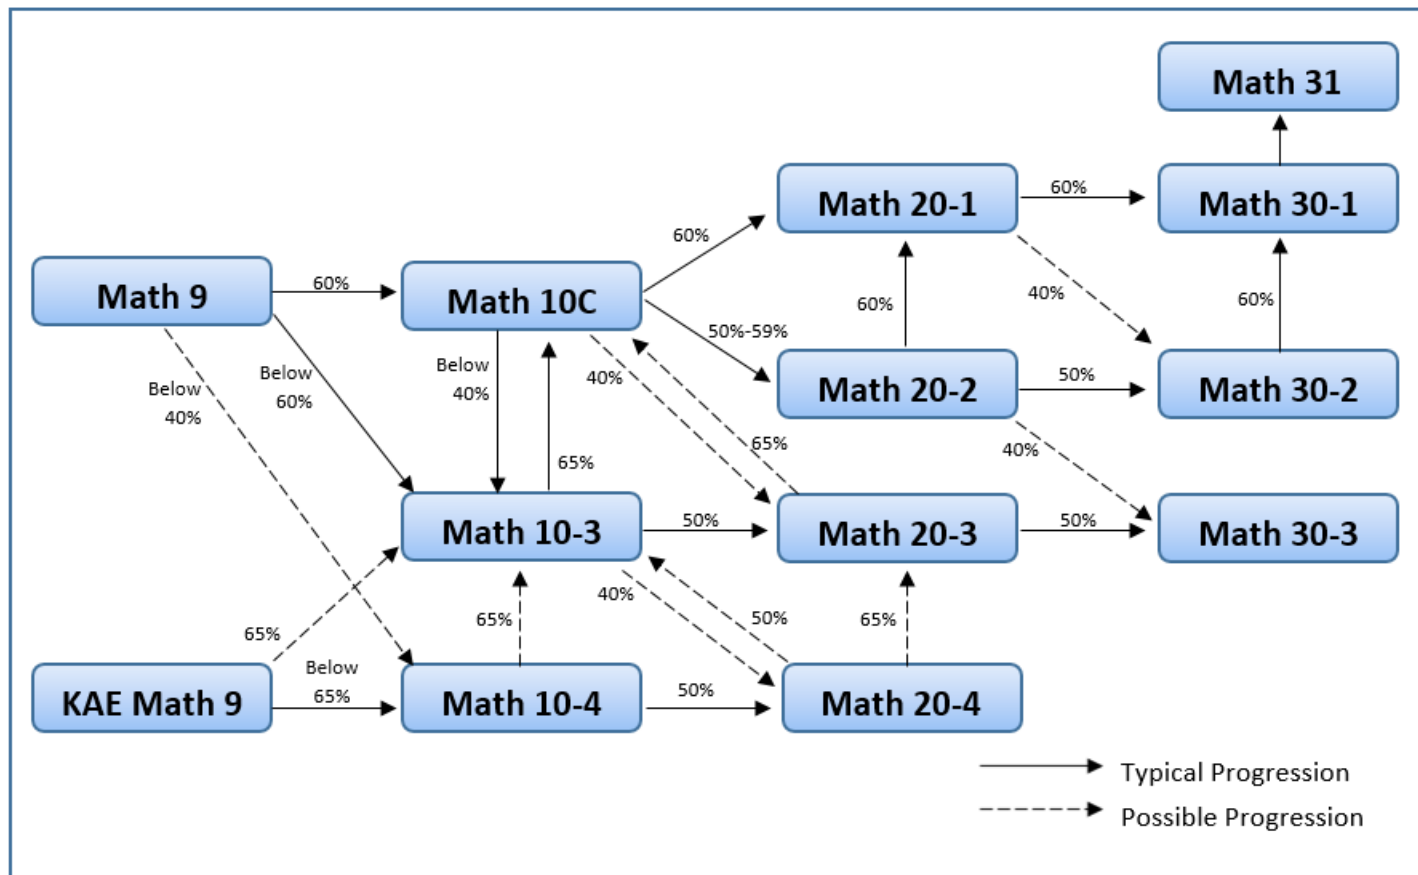 Math 31
Math 20-1
60%
Math 30-1
60%
Math 9
60%
Math 10C
60%
40%
60%
50%-59%
Below
60%
Below
40%
Below
40%
40%
Math 20-2
50%
Math 30-2
65%
40%
65%
Math 10-3
50%
Math 20-3
50%
Math 30-3
65%
65%
40%
50%
65%
KAE Math 9
Below
65%
Math 10-4
50%
Math 20-4
Typical Progression
Possible Progression